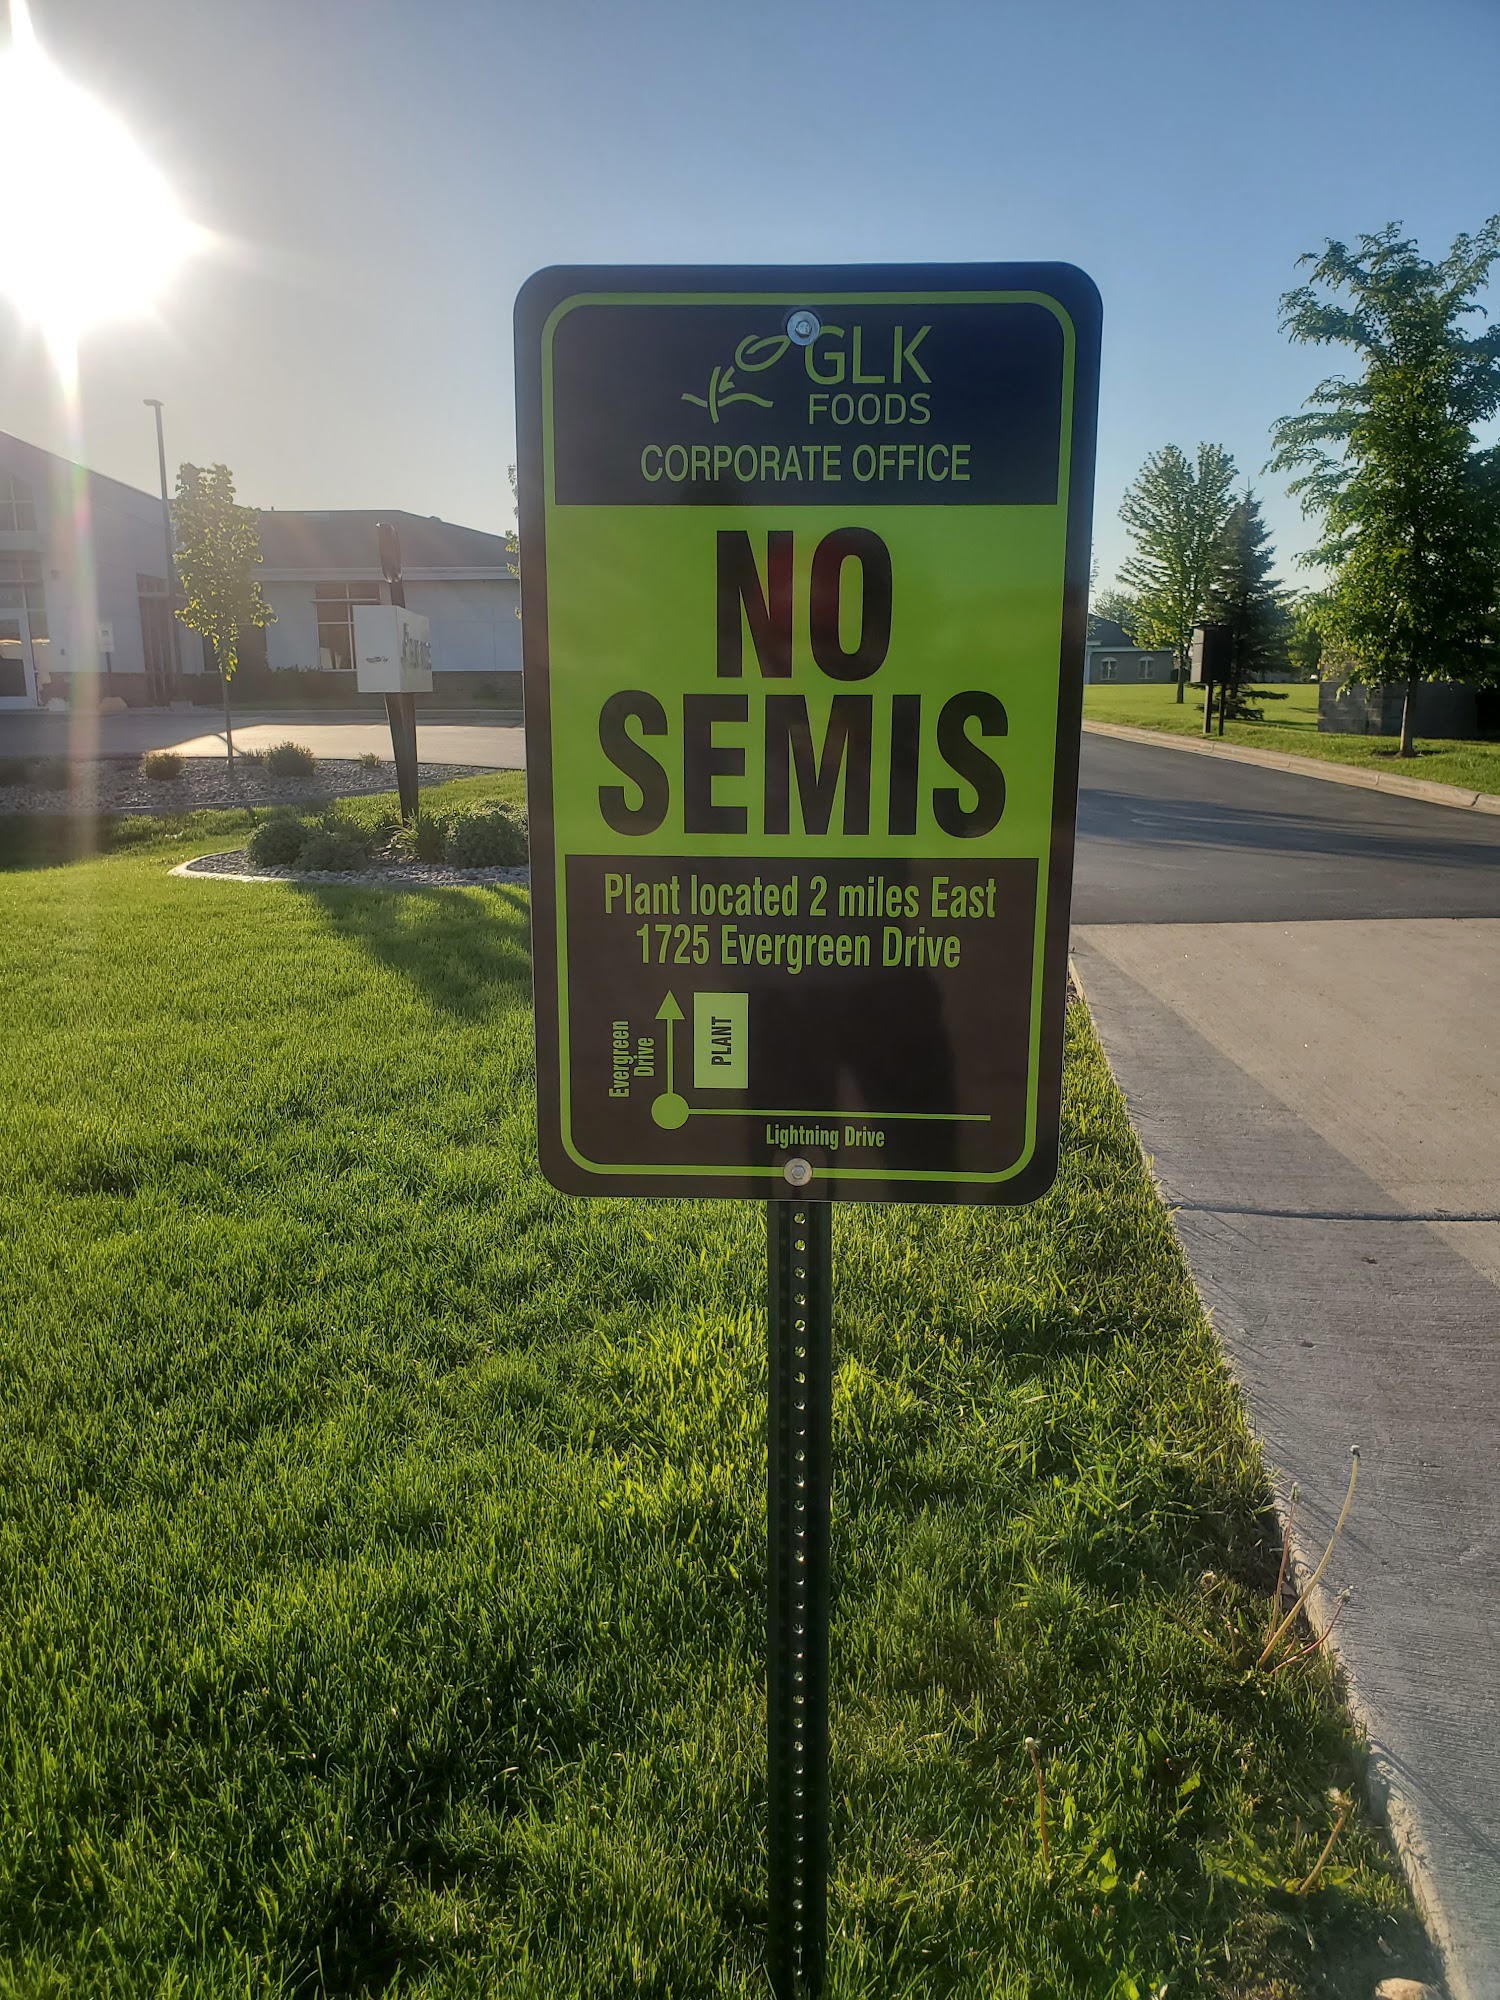 GLK
FOODS
CORPORATE OFFICE
NO
SEMIS
Plant located 2 miles East
1725 Evergreen Drive
Evergreen
Drive
PLANT
Lightning Drive